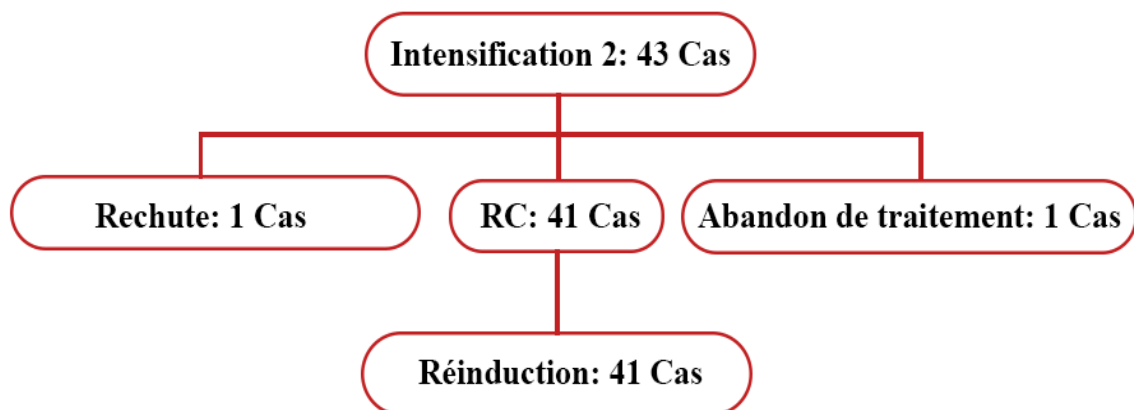 Intensification 2: 43 Cas
Rechute: 1 Cas
RC: 41 Cas
Abandon de traitement: 1 Cas
Réinduction: 41 Cas